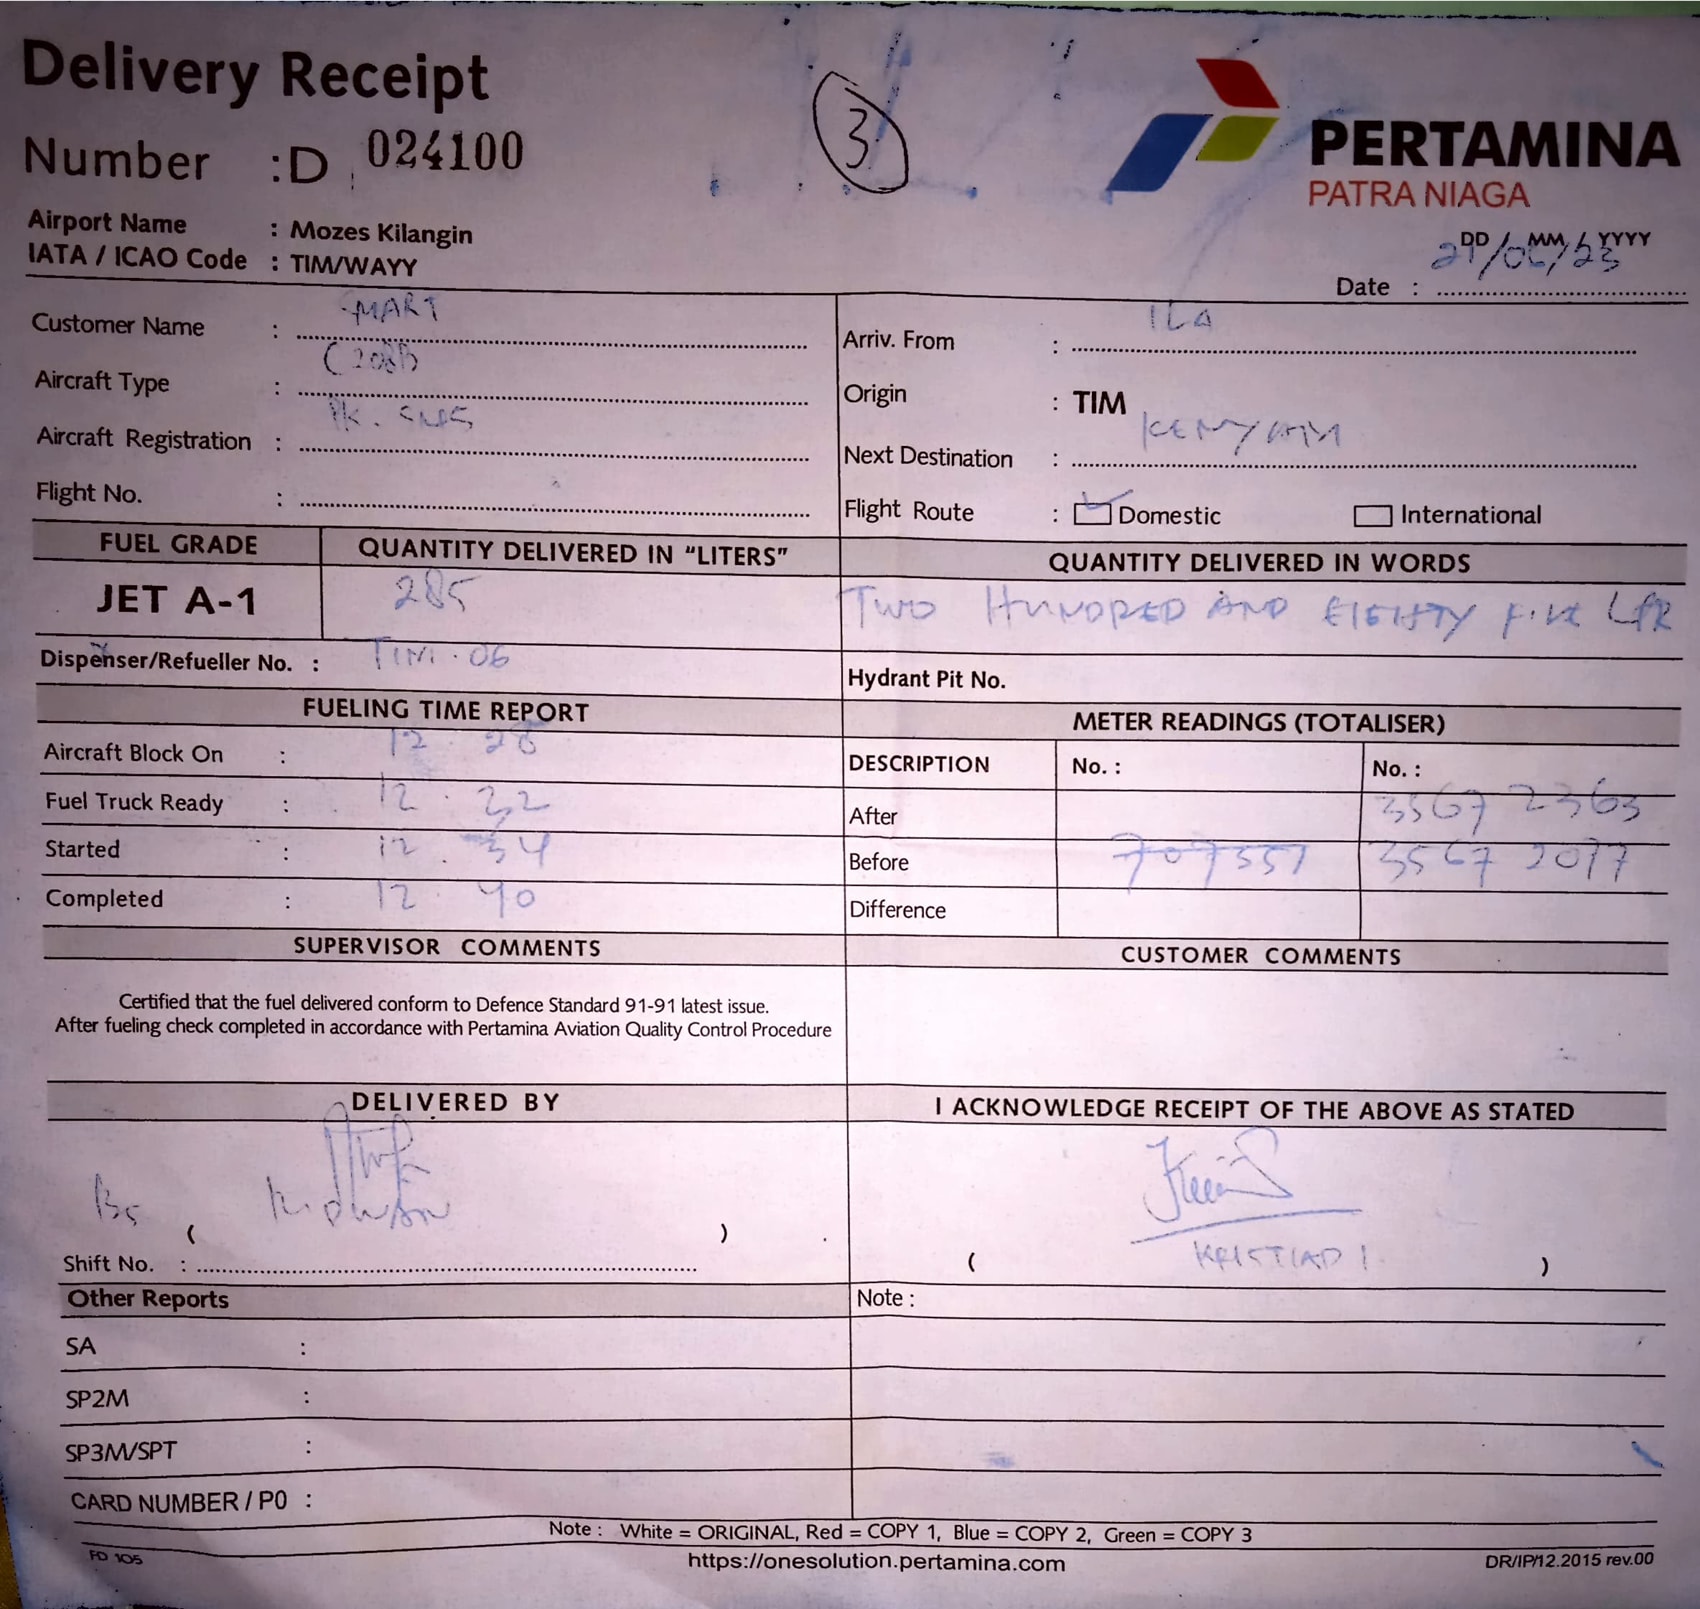 Delivery Receipt
3
Number : D 024100
PERTAMINA
PATRA NIAGA
Airport Name : Mozes Kilangin
IATA / ICAO Code : TIM/WAYY
DD / MM / YYYY
Date :
Customer Name : SMART
Arriv. From : ILA
Aircraft Type : C208B
Origin : TIM
Aircraft Registration : PK.
Next Destination : KENYAM
Flight No. :
Flight Route : Domestic International
FUEL GRADE QUANTITY DELIVERED IN “LITERS” QUANTITY DELIVERED IN WORDS
JET A-1 285 TWO HUNDRED AND EIGHTY FIVE LTR
Dispenser/Refueller No. : TIM.06
Hydrant Pit No.
FUELING TIME REPORT METER READINGS (TOTALISER)
Aircraft Block On : 12 . 28
DESCRIPTION No. : No. :
Fuel Truck Ready : 12 . 32
After 3567 2363
Started : 12 . 34
Before 707557 3567 2077
Completed : 12 . 40
Difference
SUPERVISOR COMMENTS CUSTOMER COMMENTS
Certified that the fuel delivered conform to Defence Standard 91-91 latest issue.
After fueling check completed in accordance with Pertamina Aviation Quality Control Procedure
DELIVERED BY I ACKNOWLEDGE RECEIPT OF THE ABOVE AS STATED
( )
Shift No. :
( )
Other Reports Note :
SA :
SP2M :
SP3M/SPT :
CARD NUMBER / PO :
Note : White = ORIGINAL, Red = COPY 1, Blue = COPY 2, Green = COPY 3
FD 105 https://onesolution.pertamina.com DR/IP/12.2015 rev.00